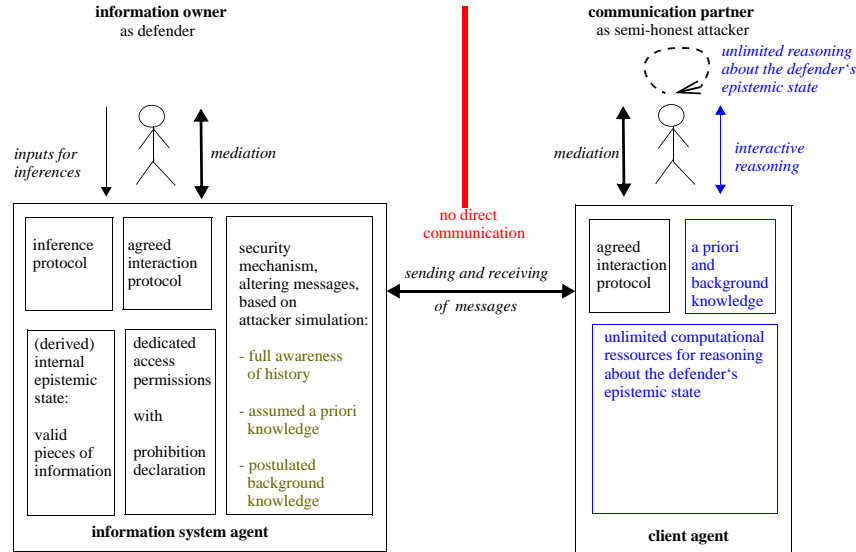 information owner
as defender
communication partner
as semi-honest attacker
unlimited reasoning
about the defender‘s
epistemic state
inputs for
inferences
mediation
mediation
interactive
reasoning
no direct
communication
inference
protocol
agreed
interaction
protocol
security
mechanism,
altering messages,
based on
attacker simulation:
- full awareness
of history
- assumed a priori
knowledge
- postulated
background
knowledge
(derived)
internal
epistemic
state:
valid
pieces of
information
dedicated
access
permissions
with
prohibition
declaration
information system agent
sending and receiving
of messages
agreed
interaction
protocol
a priori
and
background
knowledge
unlimited computational
ressources for reasoning
about the defender‘s
epistemic state
client agent